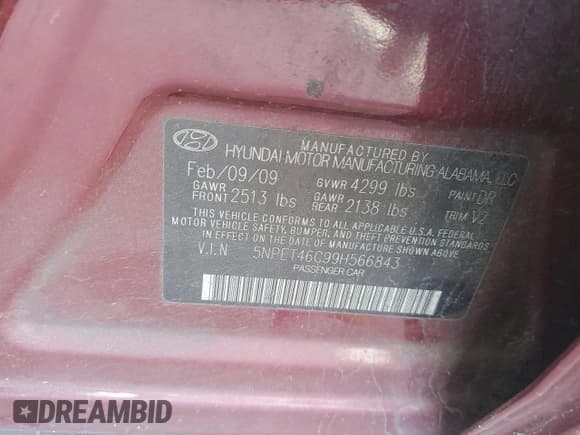 MANUFACTURED BY
HYUNDAI MOTOR MANUFACTURING ALABAMA, LLC
Feb/09/09 GVWR 4299 lbs PAINT DR
GAWR FRONT 2513 lbs GAWR REAR 2138 lbs TRIM V2
THIS VEHICLE CONFORMS TO ALL APPLICABLE U.S.A FEDERAL
MOTOR VEHICLE SAFETY, BUMPER, AND THEFT PREVENTION STANDARDS
IN EFFECT ON THE DATE OF MANUFACTURE SHOWN ABOVE.
V.I.N 5NPET46C99H566843
PASSENGER CAR
DREAMBID